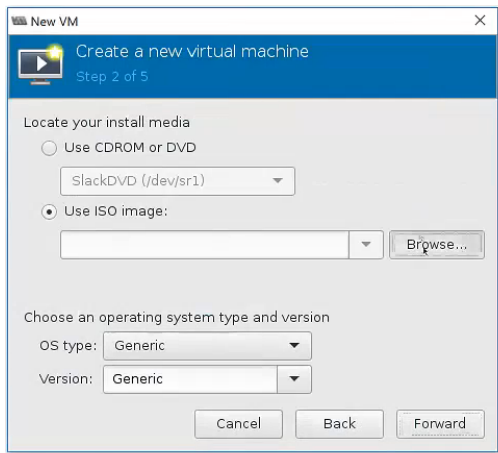 New VM
Create a new virtual machine
Step 2 of 5
Locate your install media
Use CDROM or DVD
SlackDVD (/dev/sr1)
Use ISO image:
Browse...
Choose an operating system type and version
OS type: Generic
Version: Generic
Cancel Back Forward